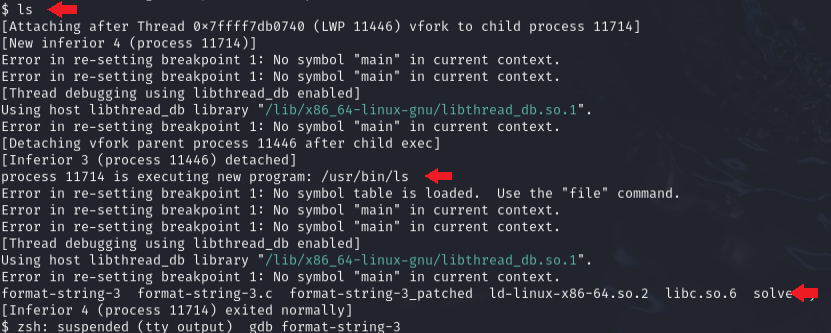 $ ls
[Attaching after Thread 0×7ffff7db0740 (LWP 11446) vfork to child process 11714]
[New inferior 4 (process 11714)]
Error in re-setting breakpoint 1: No symbol "main" in current context.
Error in re-setting breakpoint 1: No symbol "main" in current context.
[Thread debugging using libthread_db enabled]
Using host libthread_db library "/lib/x86_64-linux-gnu/libthread_db.so.1".
Error in re-setting breakpoint 1: No symbol "main" in current context.
[Detaching vfork parent process 11446 after child exec]
[Inferior 3 (process 11446) detached]
process 11714 is executing new program: /usr/bin/ls
Error in re-setting breakpoint 1: No symbol table is loaded.  Use the "file" command.
Error in re-setting breakpoint 1: No symbol "main" in current context.
Error in re-setting breakpoint 1: No symbol "main" in current context.
[Thread debugging using libthread_db enabled]
Using host libthread_db library "/lib/x86_64-linux-gnu/libthread_db.so.1".
Error in re-setting breakpoint 1: No symbol "main" in current context.
format-string-3  format-string-3.c  format-string-3_patched  ld-linux-x86-64.so.2  libc.so.6
[Inferior 4 (process 11714) exited normally]
$ zsh: suspended (tty output)  gdb format-string-3